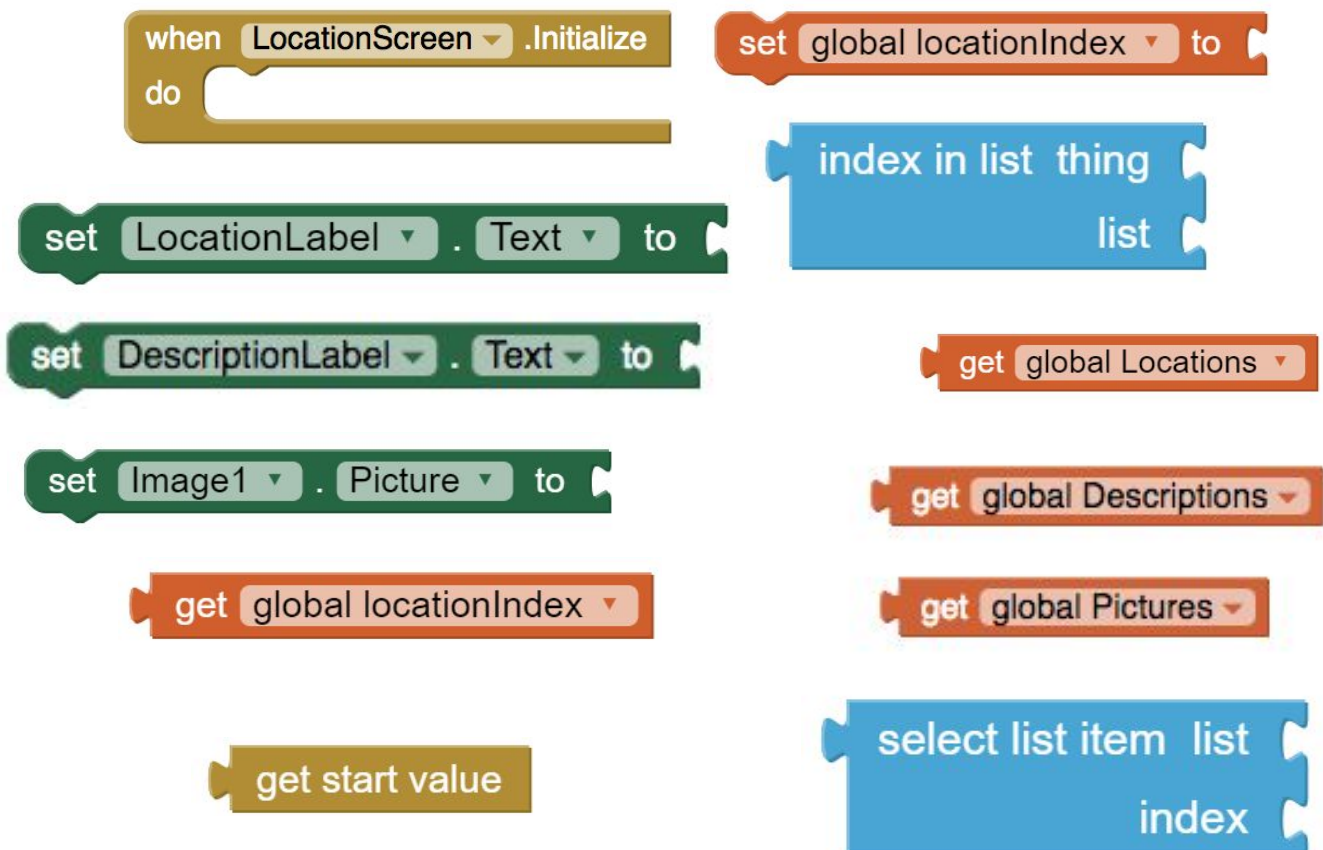 when LocationScreen .Initialize
do
set global locationIndex to
index in list thing
list
set LocationLabel . Text to
set DescriptionLabel . Text to
get global Locations
set Image1 . Picture to
get global Descriptions
get global locationIndex
get global Pictures
get start value
select list item list
index